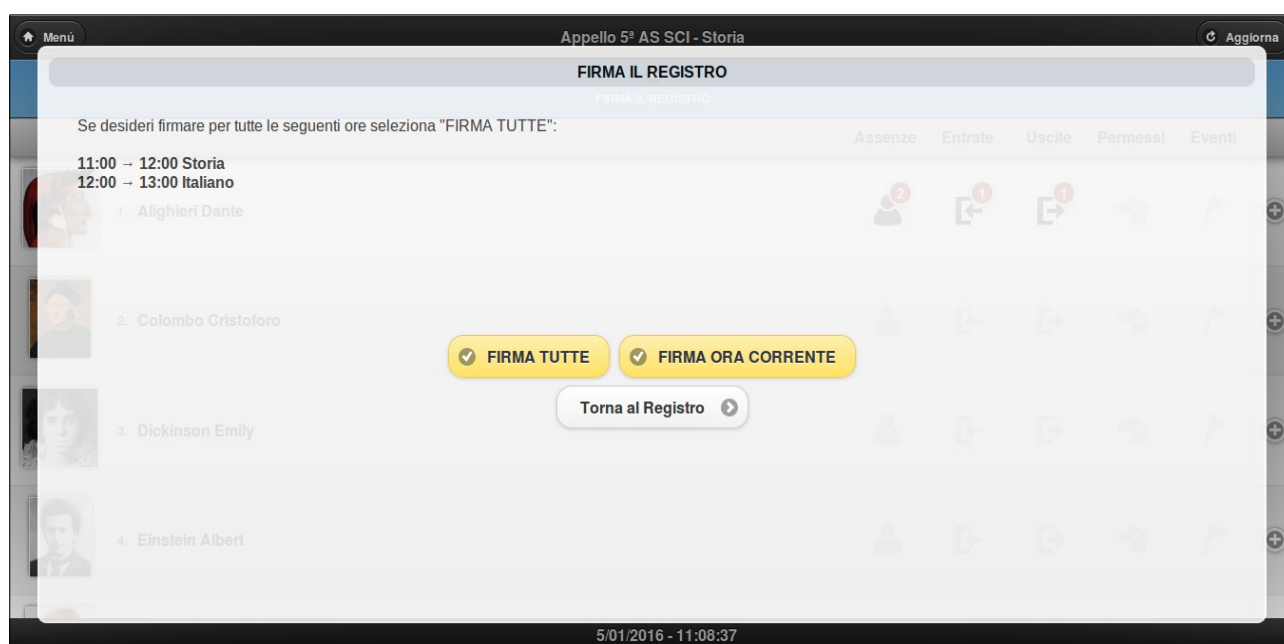 Menú
Appello 5ª AS SCI - Storia
Aggiorna
FIRMA IL REGISTRO
FIRMA IL REGISTRO
Se desideri firmare per tutte le seguenti ore seleziona "FIRMA TUTTE":
Assenze Entrate Uscite Permessi Eventi
11:00 → 12:00 Storia
12:00 → 13:00 Italiano
2 1 1
1. Alighieri Dante
2. Colombo Cristoforo
FIRMA TUTTE
FIRMA ORA CORRENTE
Torna al Registro
3. Dickinson Emily
4. Einstein Albert
5/01/2016 - 11:08:37